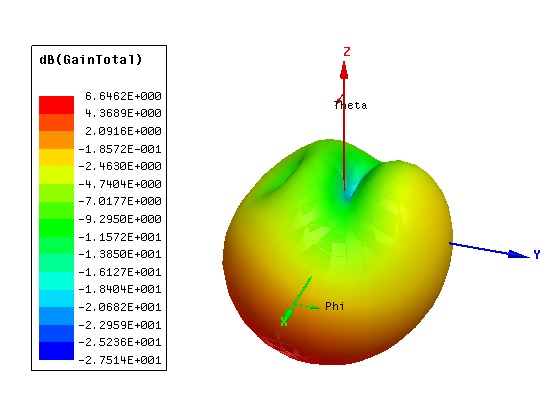 dB(GainTotal)
6.6462E+000
4.3689E+000
2.0916E+000
-1.8572E-001
-2.4630E+000
-4.7404E+000
-7.0177E+000
-9.2950E+000
-1.1572E+001
-1.3850E+001
-1.6127E+001
-1.8404E+001
-2.0682E+001
-2.2959E+001
-2.5236E+001
-2.7514E+001
Z
Theta
Y
Phi
X